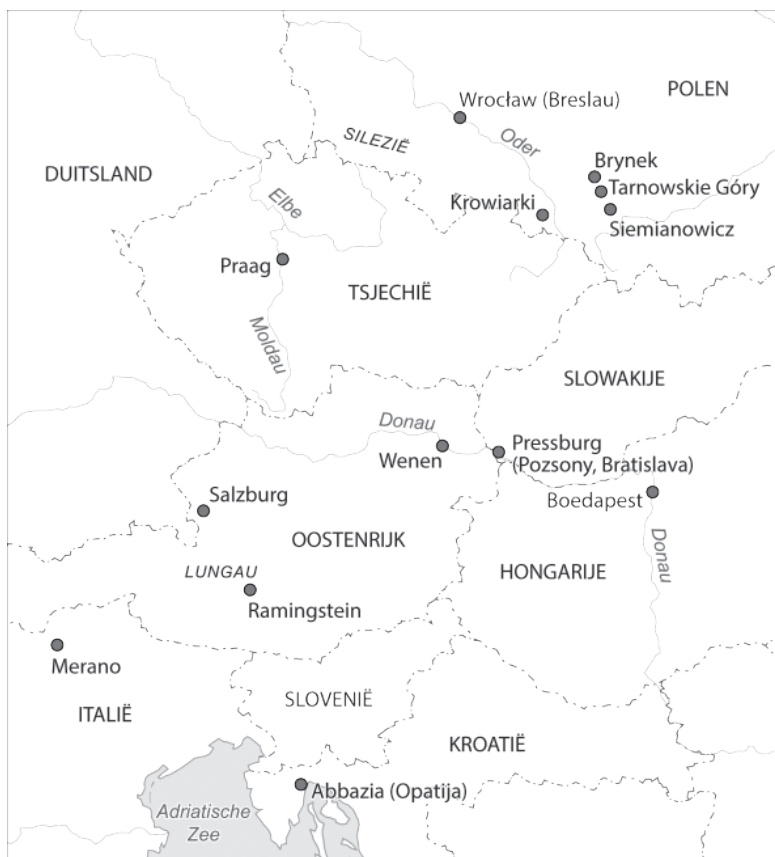 POLEN
Wrocław (Breslau)
SILEZIË
Oder
DUITSLAND
Brynek
Tarnowskie Góry
Krowiarki
Siemianowicz
Elbe
Praag
TSJECHIË
Moldau
SLOWAKIJE
Donau
Wenen
Pressburg
(Pozsony, Bratislava)
Salzburg
Boedapest
OOSTENRIJK
LUNGAU
HONGARIJE
Donau
Ramingstein
Merano
ITALIË
SLOVENIË
KROATIË
Abbazia (Opatija)
Adriatische
Zee